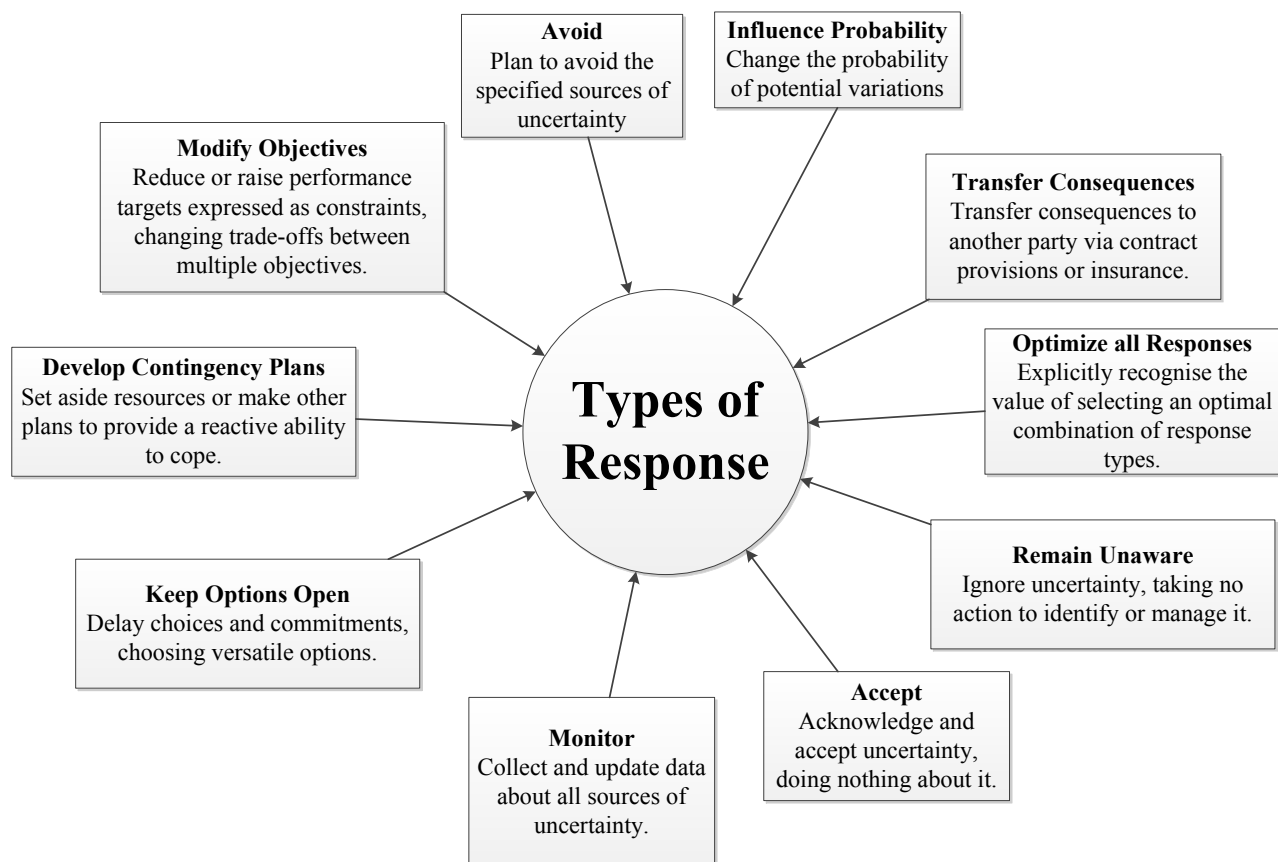 Avoid
Plan to avoid the
specified sources of
uncertainty
Influence Probability
Change the probability
of potential variations
Modify Objectives
Reduce or raise performance
targets expressed as constraints,
changing trade-offs between
multiple objectives.
Transfer Consequences
Transfer consequences to
another party via contract
provisions or insurance.
Develop Contingency Plans
Set aside resources or make other
plans to provide a reactive ability
to cope.
Types of
Response
Optimize all Responses
Explicitly recognise the
value of selecting an optimal
combination of response
types.
Keep Options Open
Delay choices and commitments,
choosing versatile options.
Remain Unaware
Ignore uncertainty, taking no
action to identify or manage it.
Monitor
Collect and update data
about all sources of
uncertainty.
Accept
Acknowledge and
accept uncertainty,
doing nothing about it.